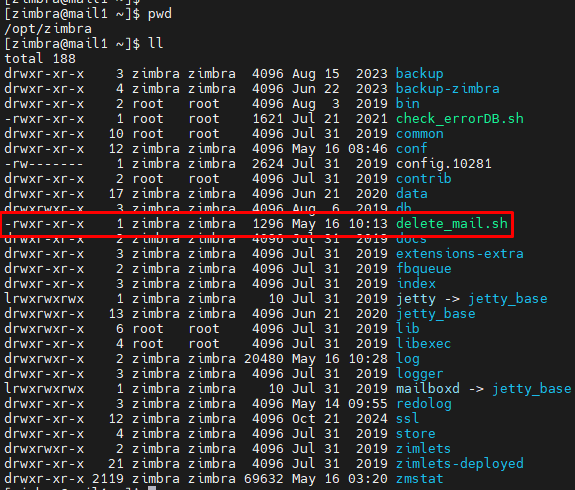 [zimbra@mail1 ~]$ pwd
/opt/zimbra
[zimbra@mail1 ~]$ ll
total 188
drwxr-xr-x    3 zimbra zimbra  4096 Aug 15  2023 backup
drwxr-xr-x    4 zimbra zimbra  4096 Jun 22  2023 backup-zimbra
drwxr-xr-x    2 root   root    4096 Aug  3  2019 bin
-rwxr-xr-x    1 root   root    1621 Jul 21  2021 check_errorDB.sh
drwxr-xr-x   10 zimbra zimbra  4096 Jul 31  2019 common
drwxr-xr-x   12 zimbra zimbra  4096 May 16 08:46 conf
-rw-------    1 zimbra zimbra  2624 Jul 31  2019 config.10281
drwxr-xr-x    2 root   root    4096 Jul 31  2019 contrib
drwxr-xr-x   17 zimbra zimbra  4096 Jun 21  2020 data
drwxrwxr-x    3 zimbra zimbra  4096 Aug  6  2019 db
-rwxr-xr-x    1 zimbra zimbra  1296 May 16 10:13 delete_mail.sh
drwxrwxr-x    2 zimbra zimbra  4096 Jul 31  2019 docs
drwxrwxr-x    3 zimbra zimbra  4096 Jul 31  2019 extensions-extra
drwxrwxr-x    2 zimbra zimbra  4096 Jul 31  2019 fbqueue
drwxrwxr-x    3 zimbra zimbra  4096 Jul 31  2019 index
lrwxrwxrwx    1 zimbra zimbra    10 Jul 31  2019 jetty -> jetty_base
drwxrwxr-x   13 zimbra zimbra  4096 Jun 21  2020 jetty_base
drwxr-xr-x    6 root   root    4096 Jul 31  2019 lib
drwxr-xr-x    4 root   root    4096 Jul 31  2019 libexec
drwxrwxr-x    2 zimbra zimbra 20480 May 16 10:28 log
drwxrwxr-x    3 zimbra zimbra  4096 Jul 31  2019 logger
lrwxrwxrwx    1 zimbra zimbra    10 Jul 31  2019 mailboxd -> jetty_base
drwxrwxr-x    3 zimbra zimbra  4096 May 14 09:55 redolog
drwxr-xr-x   12 zimbra zimbra  4096 Oct 21  2024 ssl
drwxrwxr-x    4 zimbra zimbra  4096 Jul 31  2019 store
drwxr-xr-x    2 zimbra zimbra  4096 Jul 31  2019 zimlets
drwxrwxr-x   21 zimbra zimbra  4096 Jul 31  2019 zimlets-deployed
drwxr-xr-x 2119 zimbra zimbra 69632 May 16 03:20 zmstat